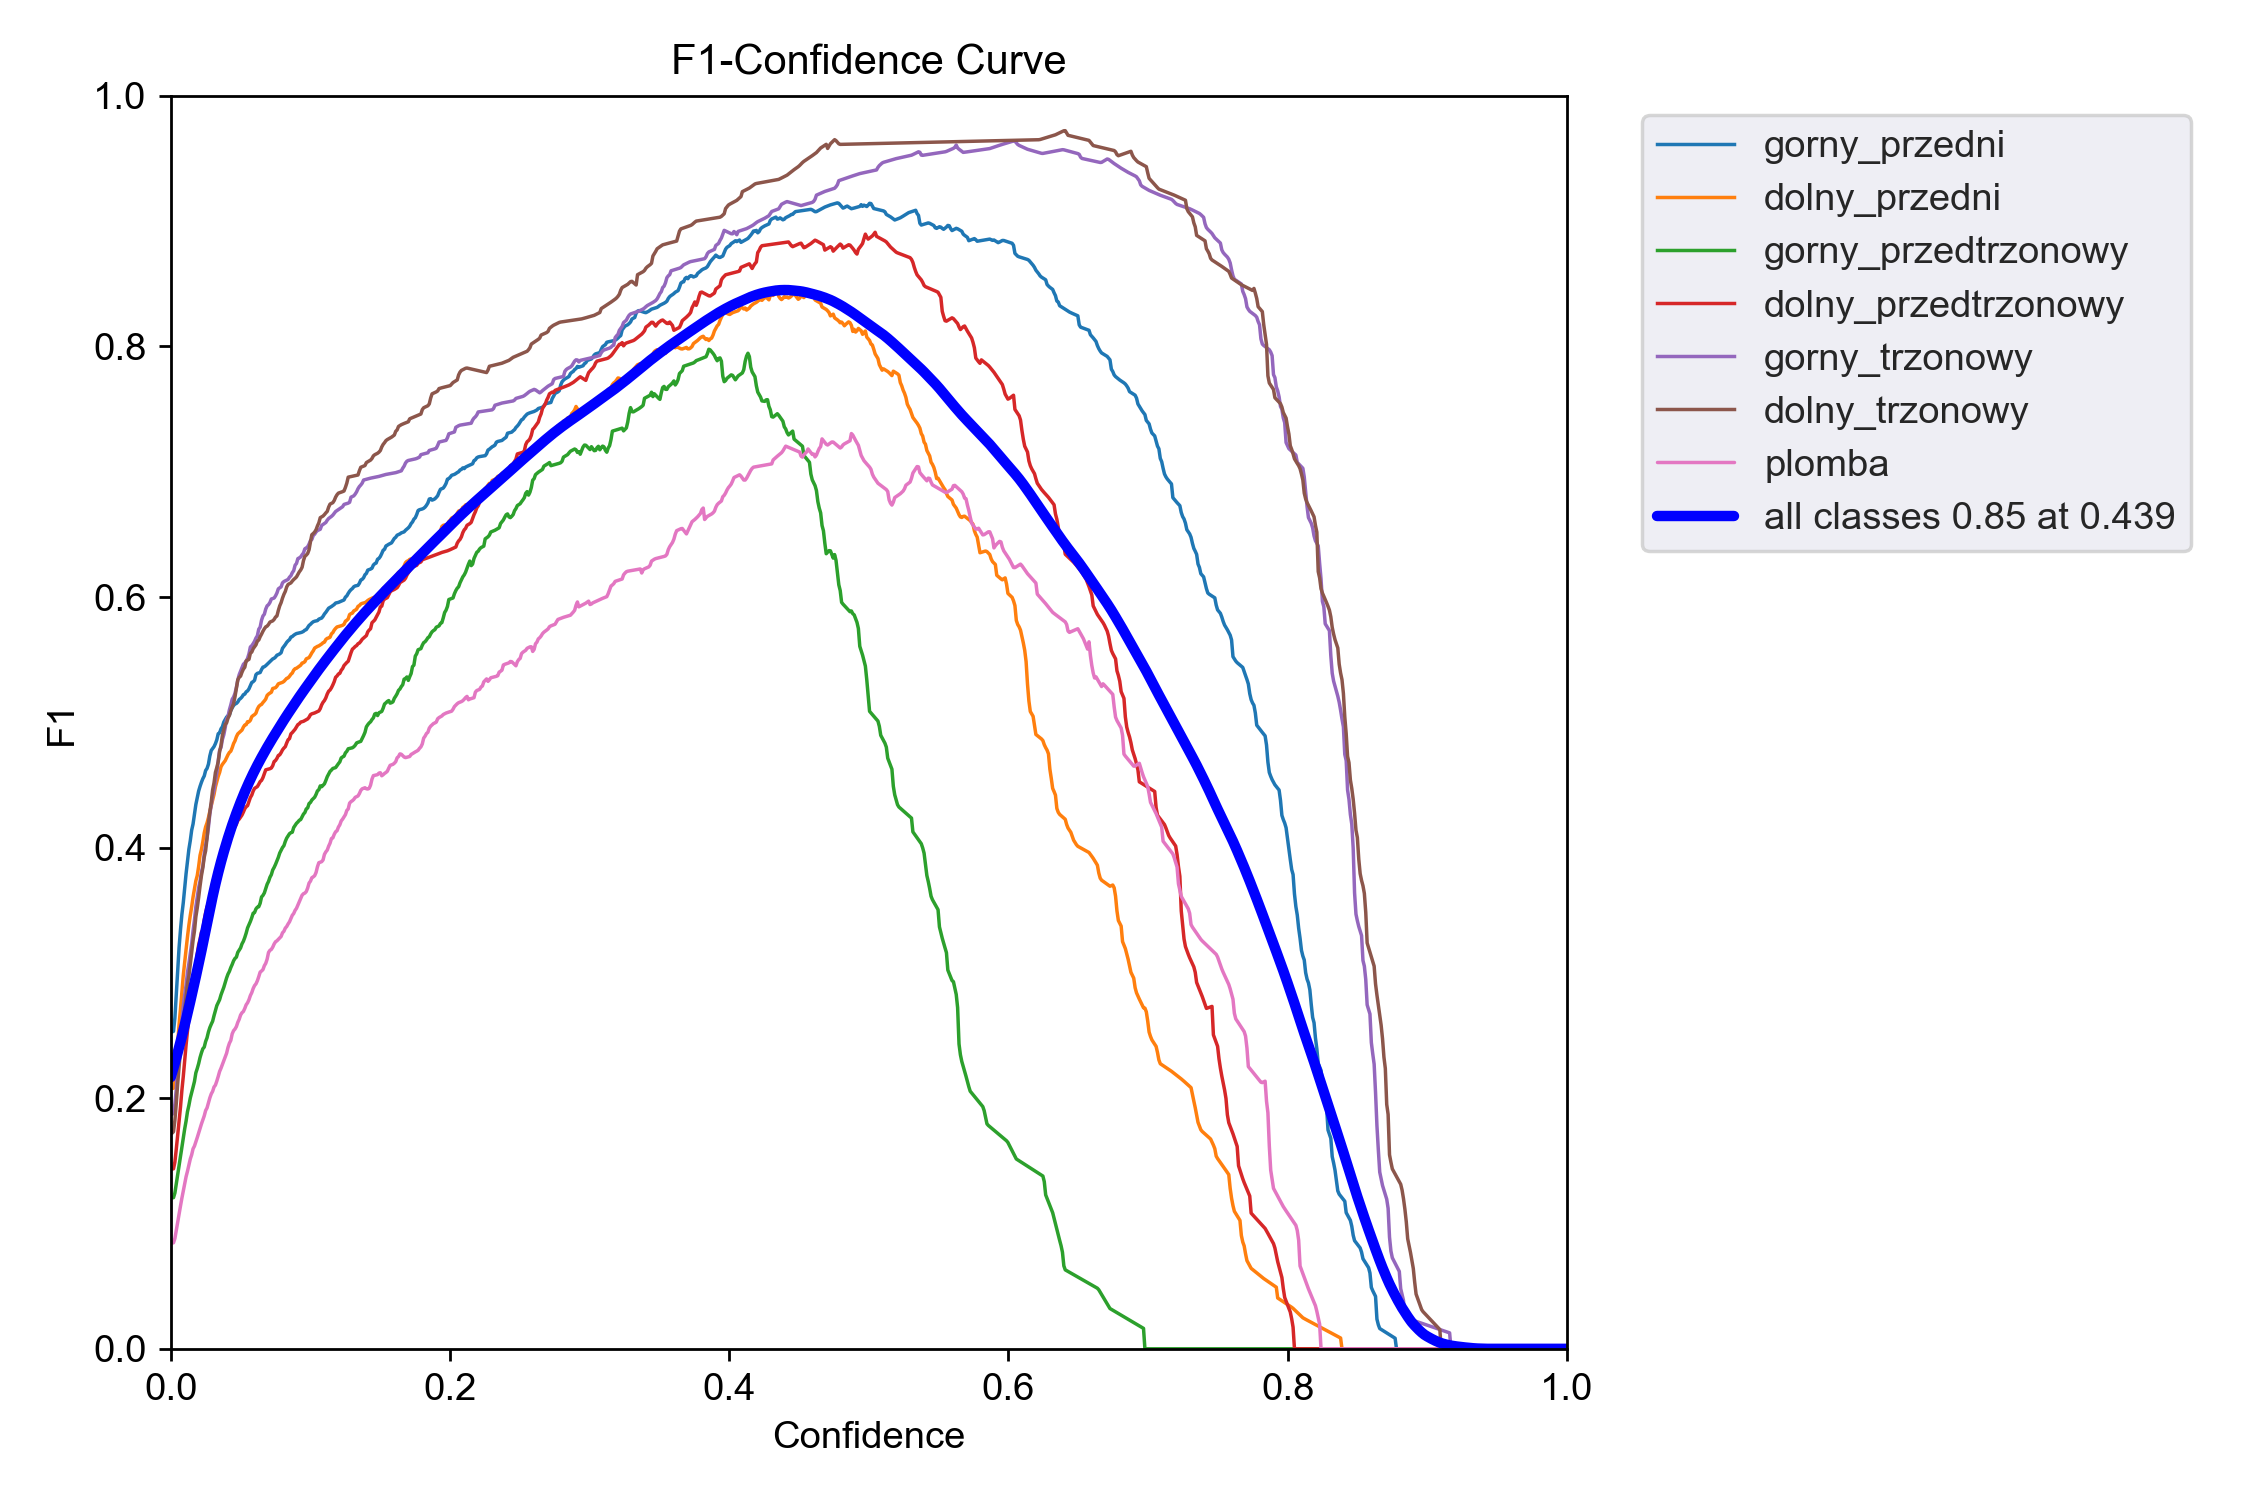 F1-Confidence Curve
1.0
0.8
0.6
0.4
0.2
0.0
F1
0.0 0.2 0.4 0.6 0.8 1.0
Confidence
gorny_przedni
dolny_przedni
gorny_przedtrzonowy
dolny_przedtrzonowy
gorny_trzonowy
dolny_trzonowy
plomba
all classes 0.85 at 0.439